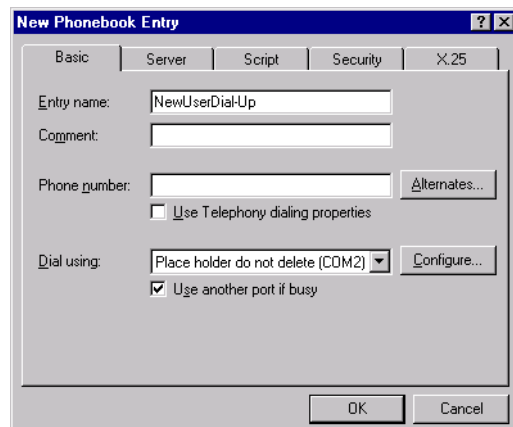 New Phonebook Entry
Basic Server Script Security X.25
Entry name: NewUserDial-Up
Comment:
Phone number: Alternates...
Use Telephony dialing properties
Dial using: Place holder do not delete (COM2) Configure...
Use another port if busy
OK Cancel